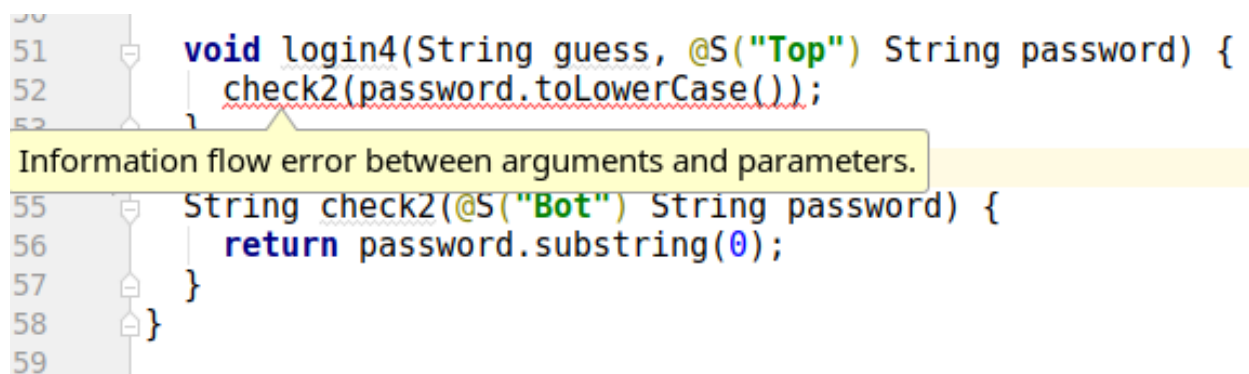 51 void login4(String guess, @S("Top") String password) {
52 check2(password.toLowerCase());
53 }
Information flow error between arguments and parameters.
55 String check2(@S("Bot") String password) {
56 return password.substring(0);
57 }
58 }
59